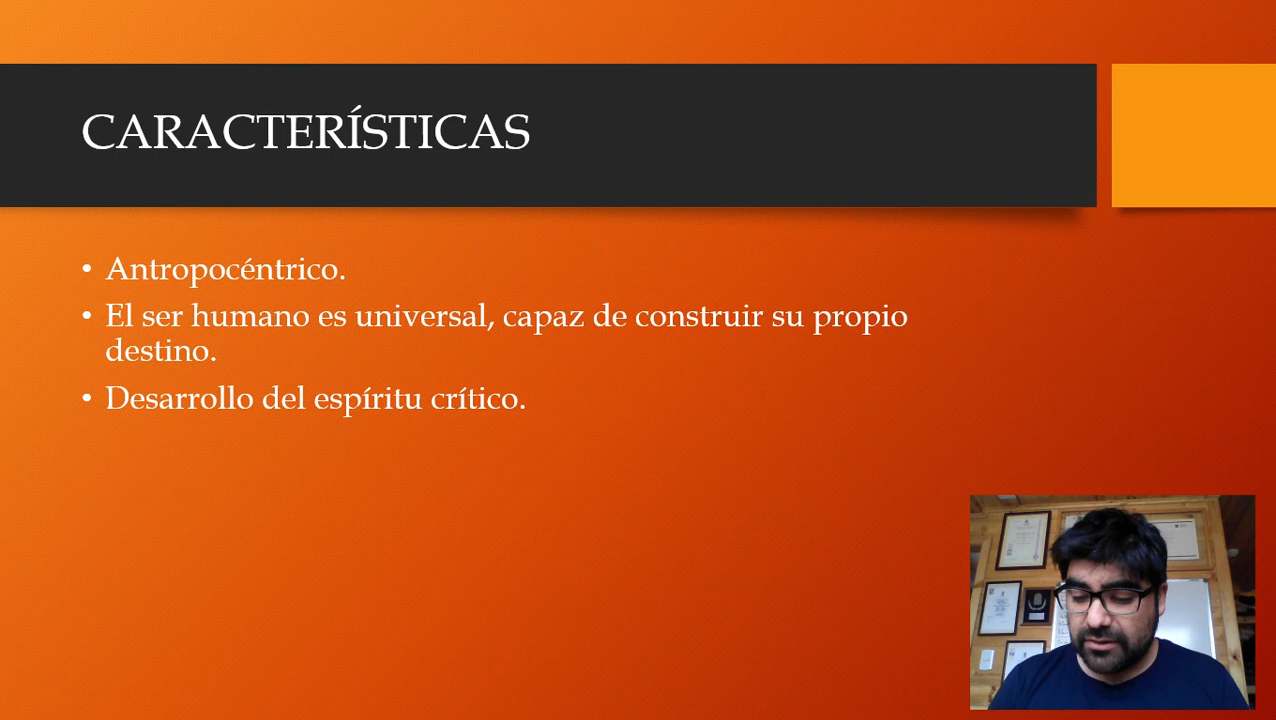 CARACTERÍSTICAS
• Antropocéntrico.
• El ser humano es universal, capaz de construir su propio
destino.
• Desarrollo del espíritu crítico.